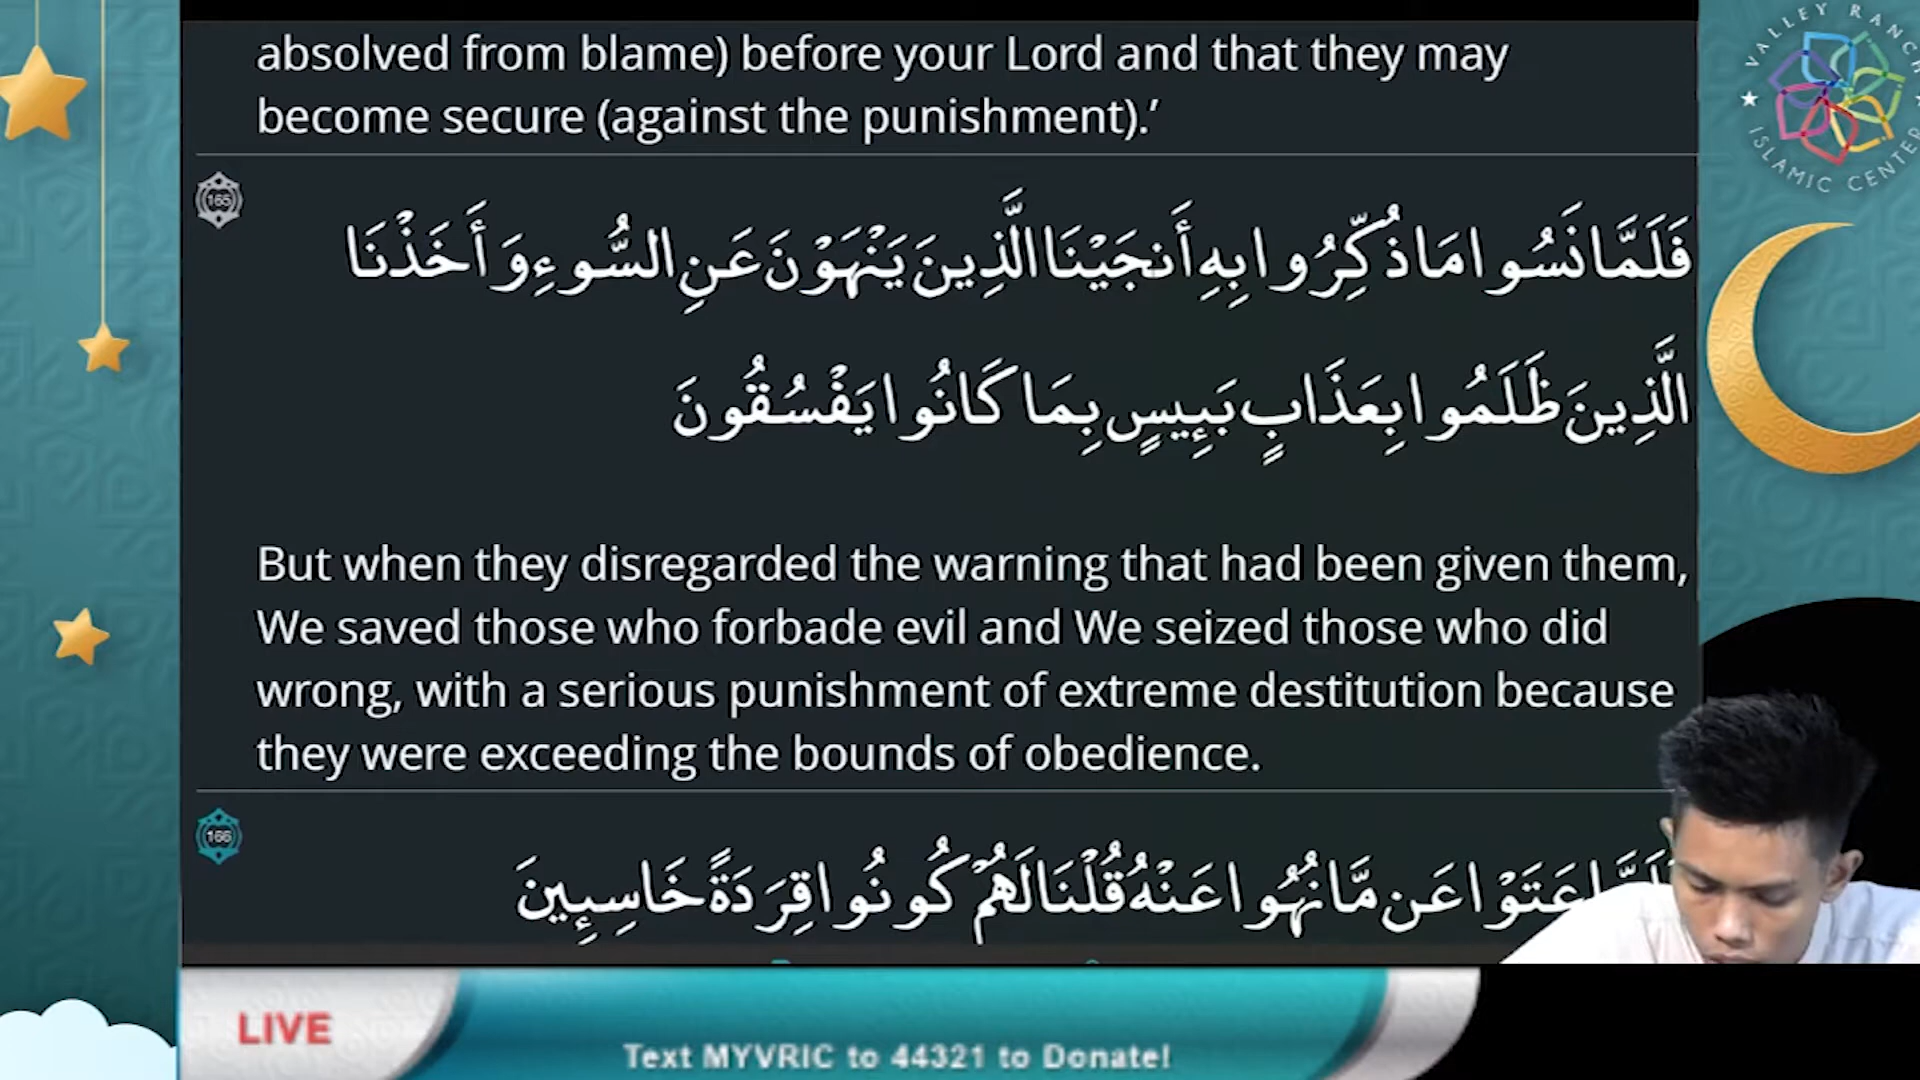 absolved from blame) before your Lord and that they may
become secure (against the punishment).’
165
فَلَمَّا نَسُوا مَا ذُكِّرُوا بِهِ أَنجَيْنَا الَّذِينَ يَنْهَوْنَ عَنِ السُّوءِ وَأَخَذْنَا
الَّذِينَ ظَلَمُوا بِعَذَابٍ بَئِيسٍ بِمَا كَانُوا يَفْسُقُونَ
But when they disregarded the warning that had been given them,
We saved those who forbade evil and We seized those who did
wrong, with a serious punishment of extreme destitution because
they were exceeding the bounds of obedience.
166
عَتَوْا عَن مَّا نُهُوا عَنْهُ قُلْنَا لَهُمْ كُونُوا قِرَدَةً خَاسِئِينَ
VALLEY RANCH
ISLAMIC CENTER
LIVE
Text MYVRIC to 44321 to Donate!